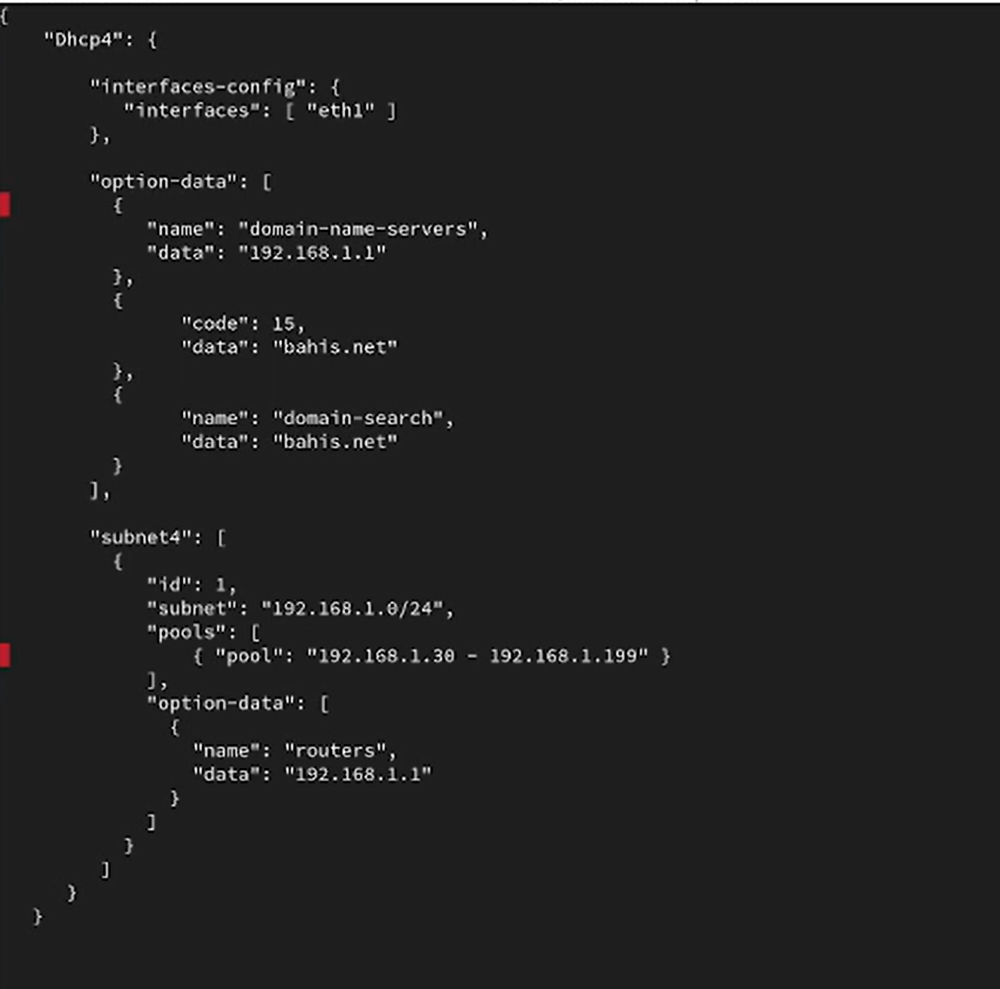 {
"Dhcp4": {
"interfaces-config": {
"interfaces": [ "eth1" ]
},
"option-data": [
{
"name": "domain-name-servers",
"data": "192.168.1.1"
},
{
"code": 15,
"data": "bahis.net"
},
{
"name": "domain-search",
"data": "bahis.net"
}
],
"subnet4": [
{
"id": 1,
"subnet": "192.168.1.0/24",
"pools": [
{ "pool": "192.168.1.30 - 192.168.1.199" }
],
"option-data": [
{
"name": "routers",
"data": "192.168.1.1"
}
]
}
]
}
}